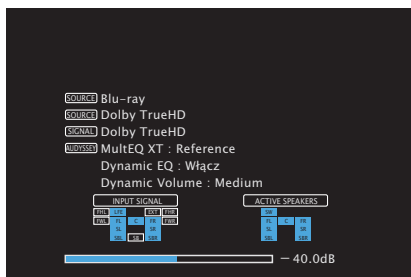 SOURCE Blu-ray
SOURCE Dolby TrueHD
SIGNAL Dolby TrueHD
AUDYSSEY MultEQ XT : Reference
Dynamic EQ : Włącz
Dynamic Volume : Medium
INPUT SIGNAL ACTIVE SPEAKERS
FHL LFE EXT FHR SW
FWL FL C FR FWR FL C FR
SL SR SL SR
SBL SB SBR SBL SBR
- 40.0dB